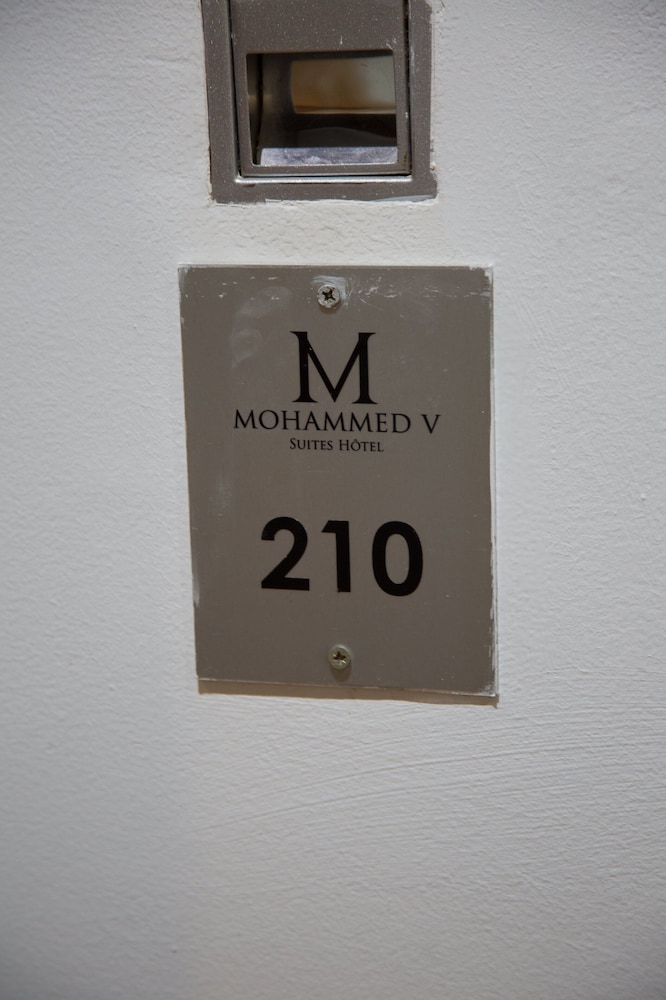 M
MOHAMMED V
SUITES HÔTEL
210